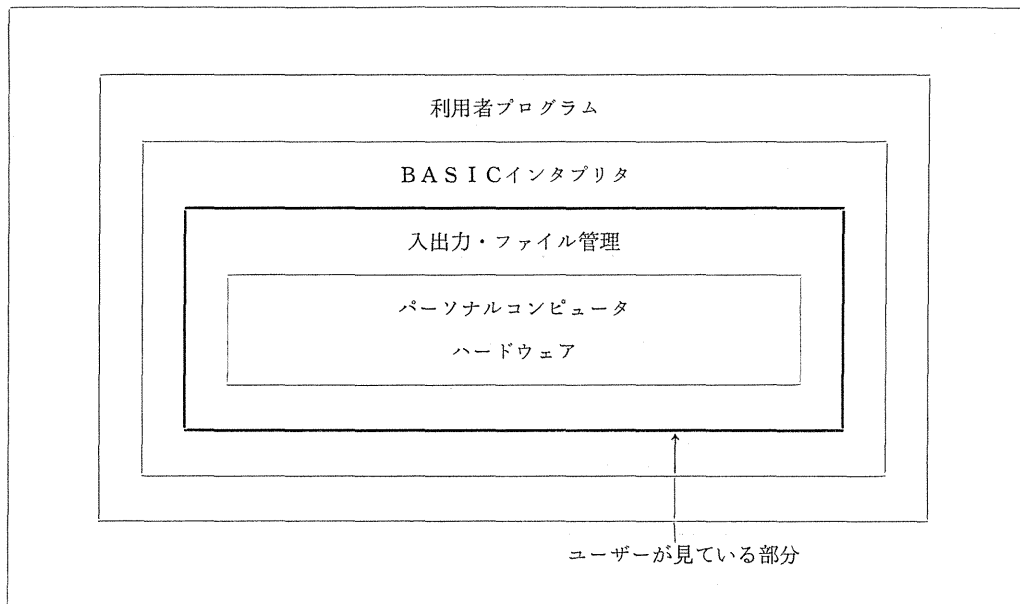 利用者プログラム
ＢＡＳＩＣインタプリタ
入出力・ファイル管理
パーソナルコンピュータ
ハードウェア
ユーザーが見ている部分